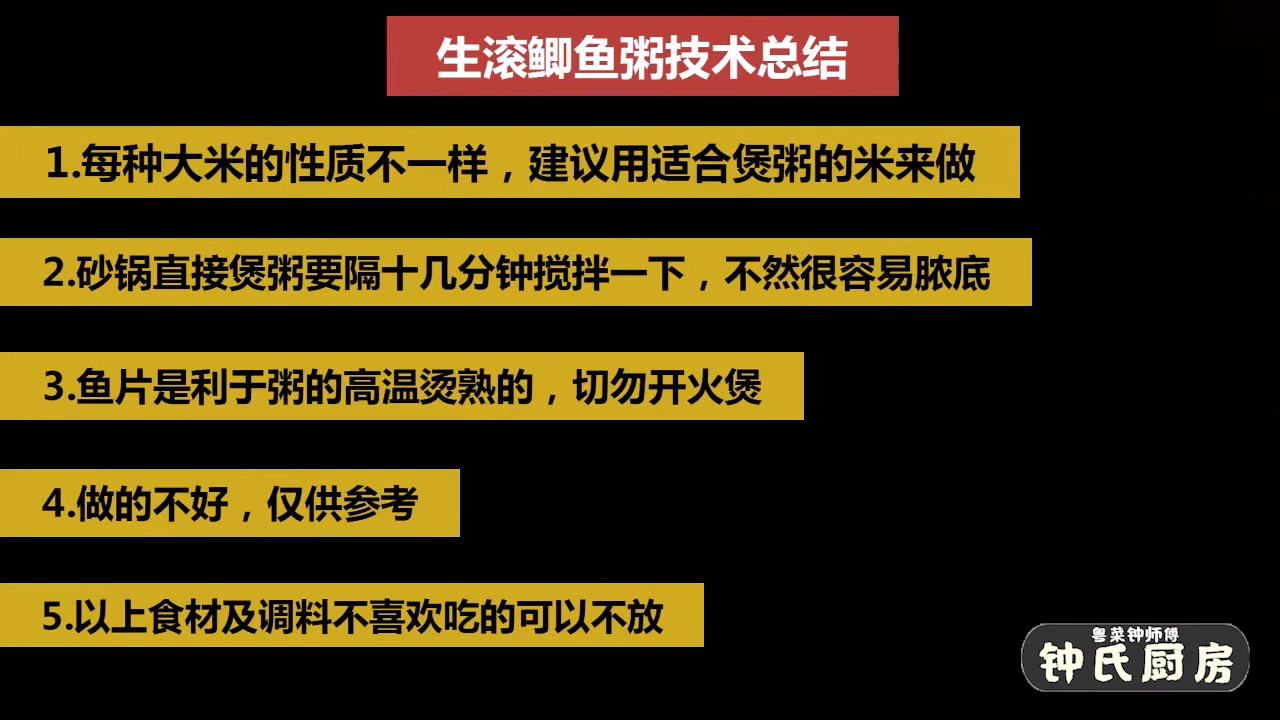 生滚鲫鱼粥技术总结
1.每种大米的性质不一样，建议用适合煲粥的米来做
2.砂锅直接煲粥要隔十几分钟搅拌一下，不然很容易脓底
3.鱼片是利于粥的高温烫熟的，切勿开火煲
4.做的不好，仅供参考
5.以上食材及调料不喜欢吃的可以不放
粤菜钟师傅
钟氏厨房